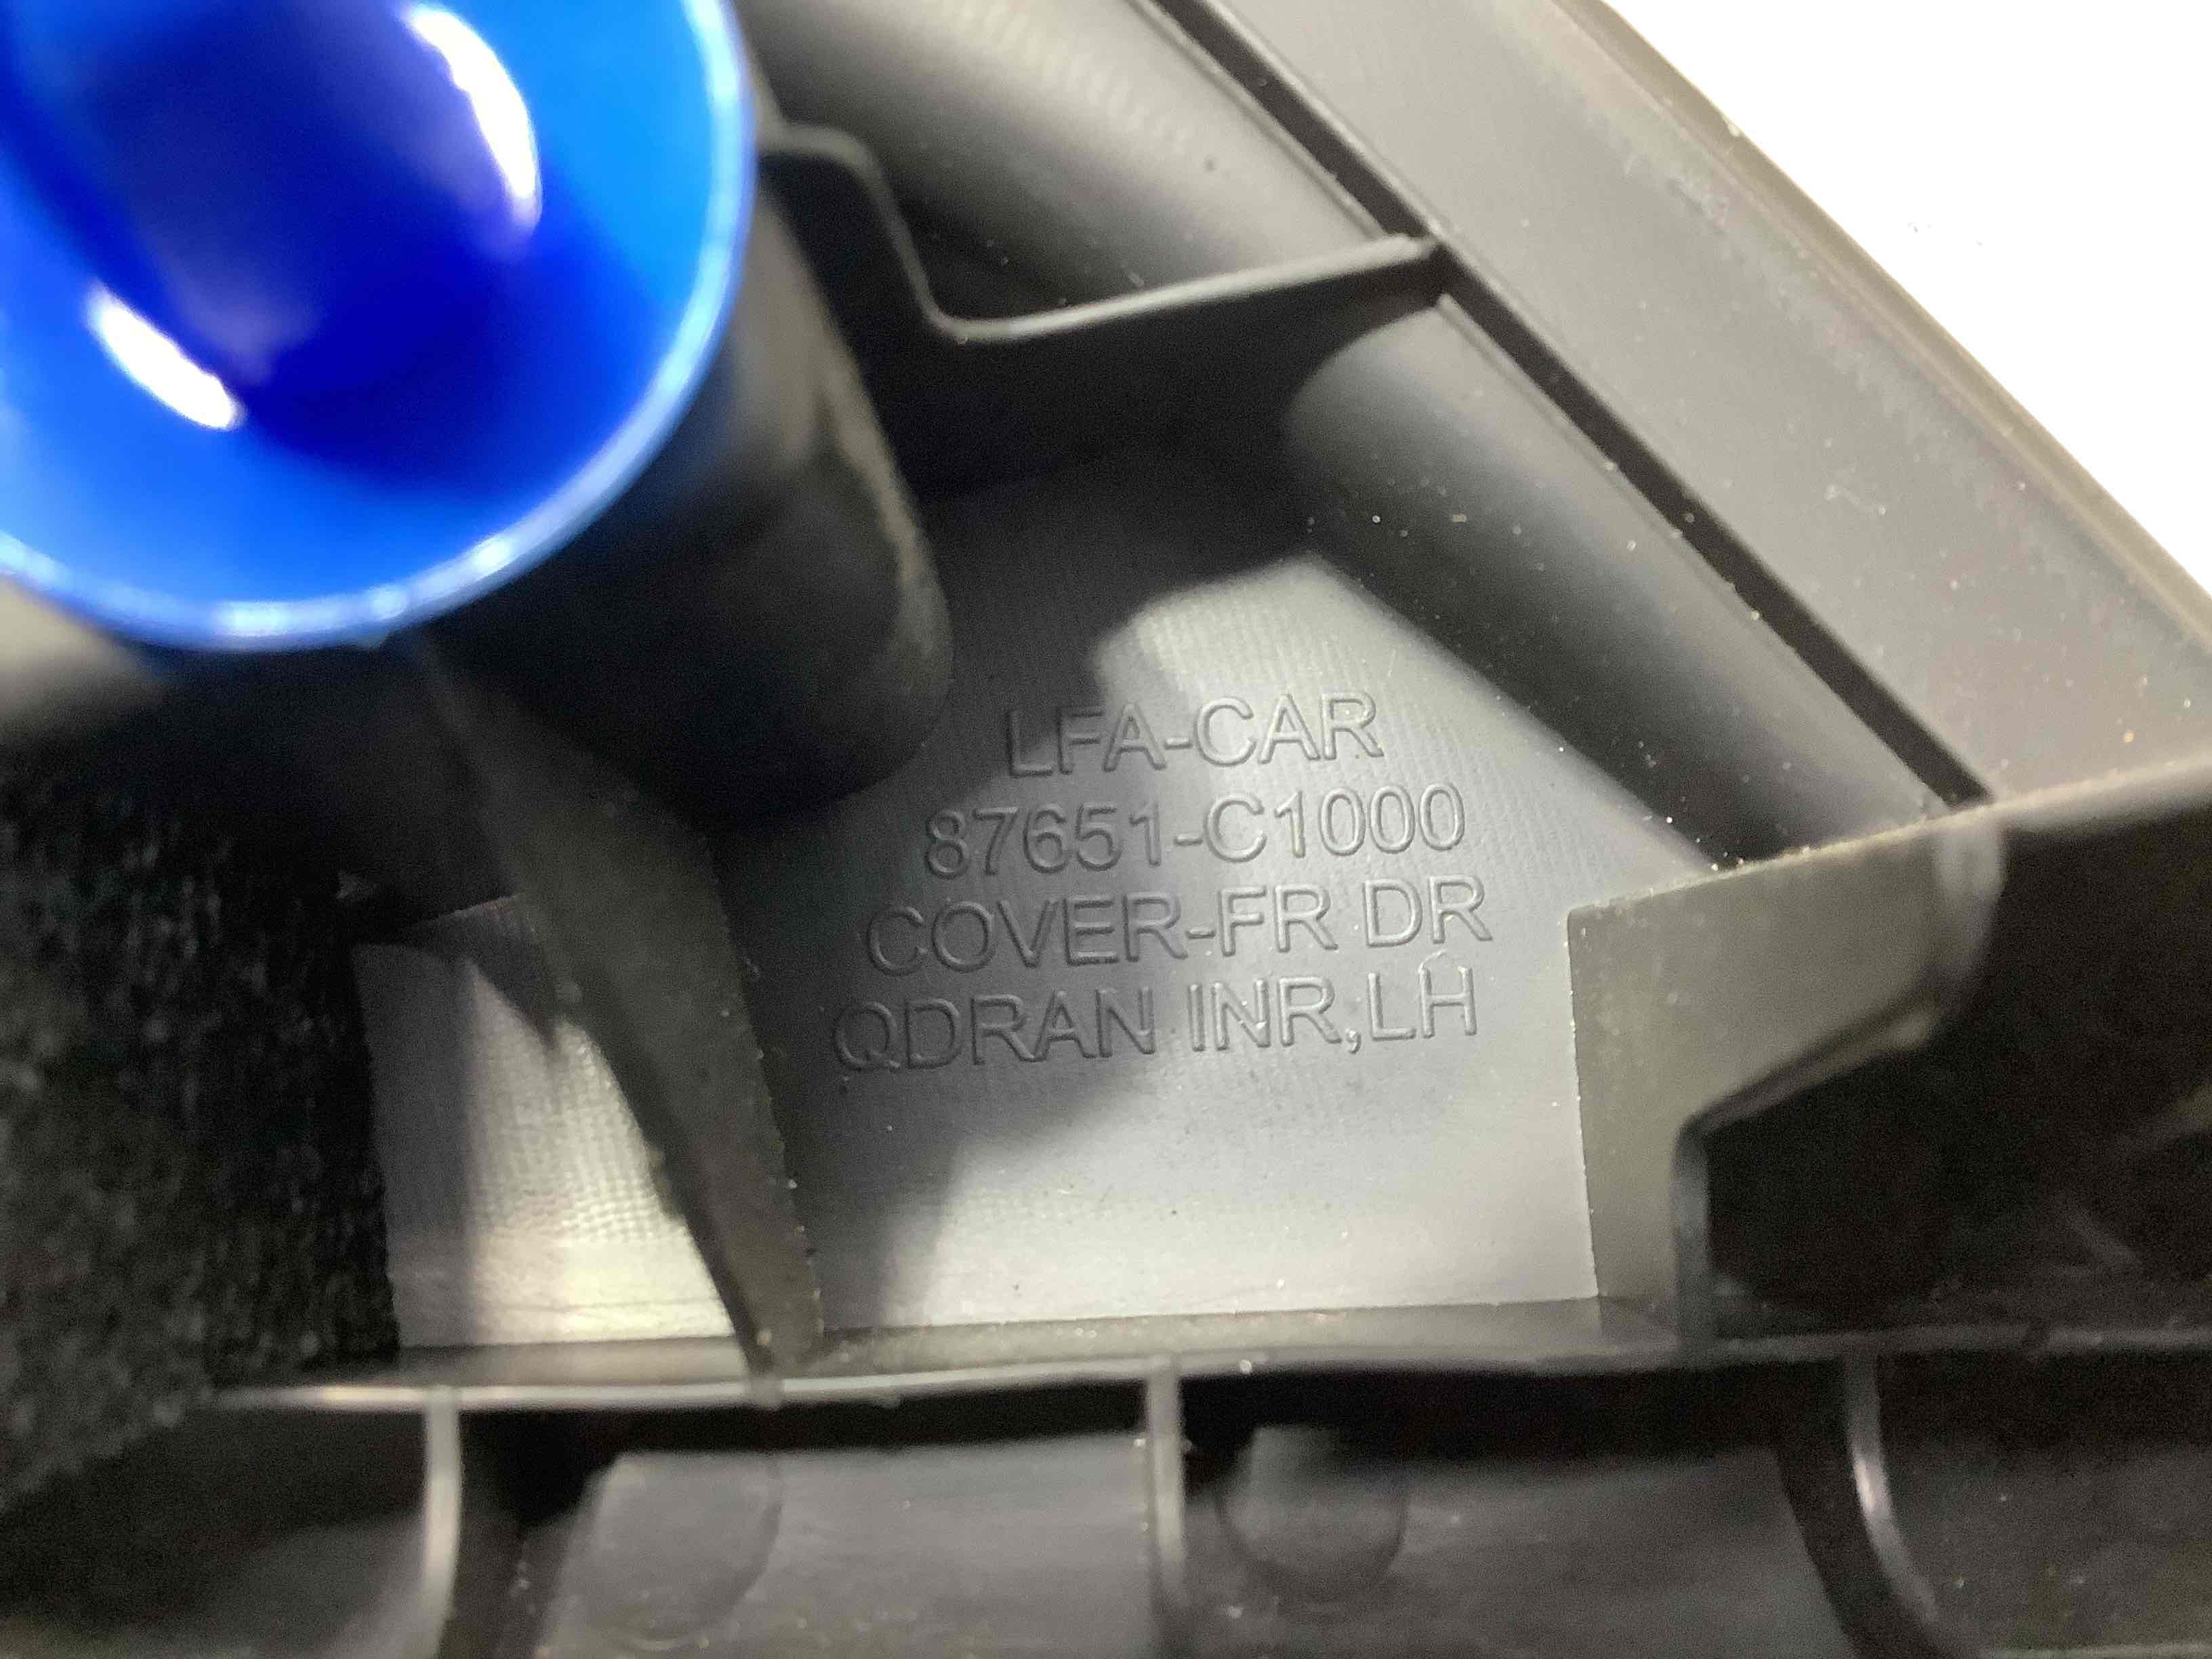 LFA-CAR
87651-C1000
COVER-FR DR
QDRAN INR,LH